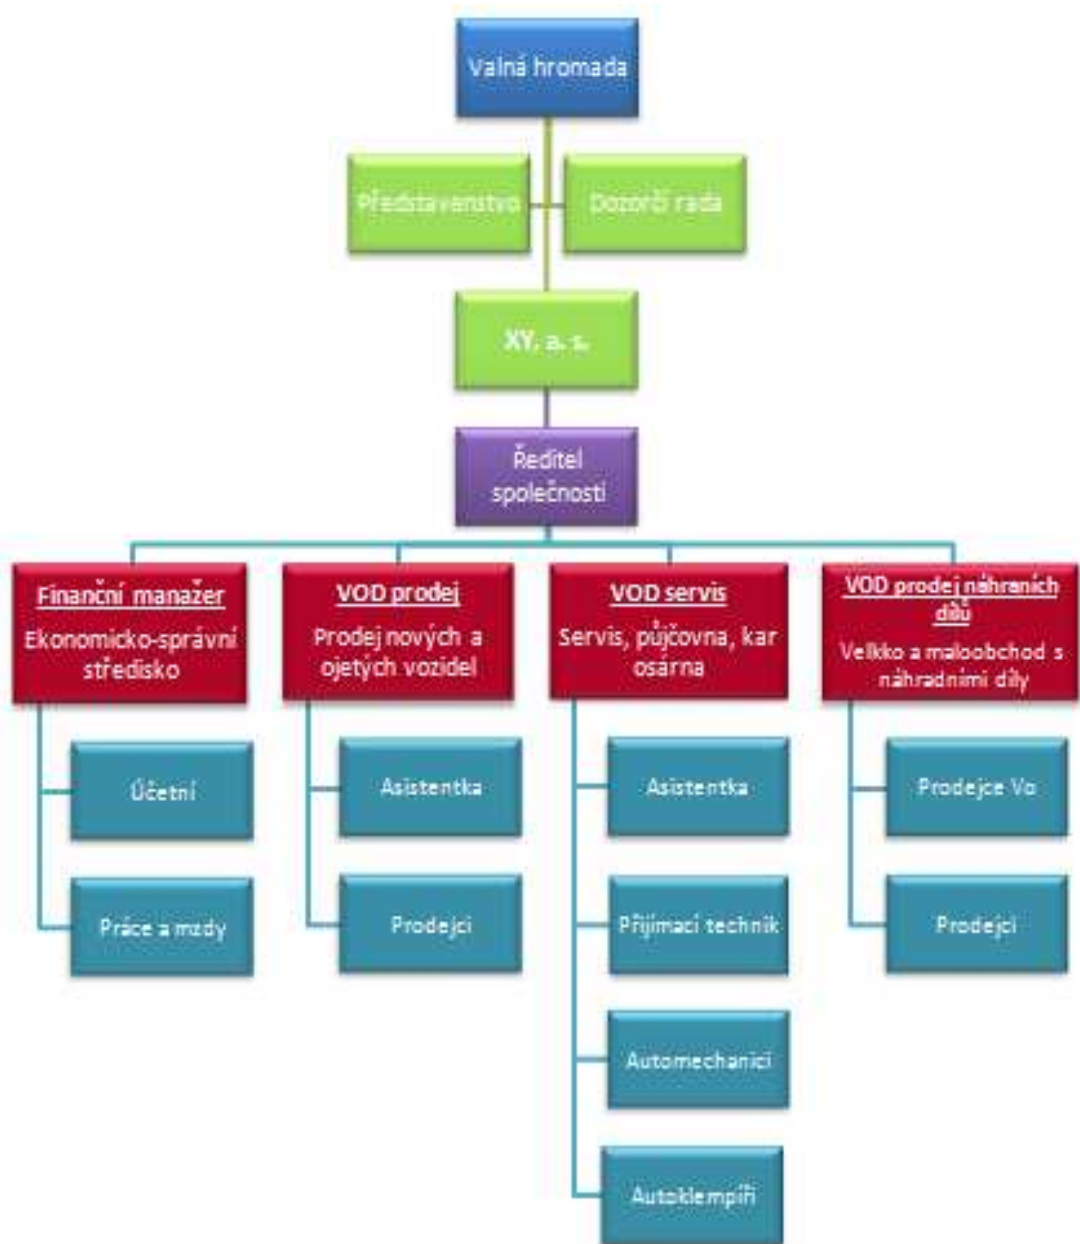 Valná hromada
Představenstvo
Dozorčí rada
XY, a. s.
Ředitel
společnosti
Finanční manažer
Ekonomicko-správní
středisko
VOD prodej
Prodej nových a
ojetých vozidel
VOD servis
Servis, půjčovna, kar
osárna
VOD prodej náhraních
dílů
Velkko a maloobchod s
náhradními díly
Účetní
Práce a mzdy
Asistentka
Prodejci
Asistentka
Přijímací technik
Automechanici
Autoklempíři
Prodejce Vo
Prodejci